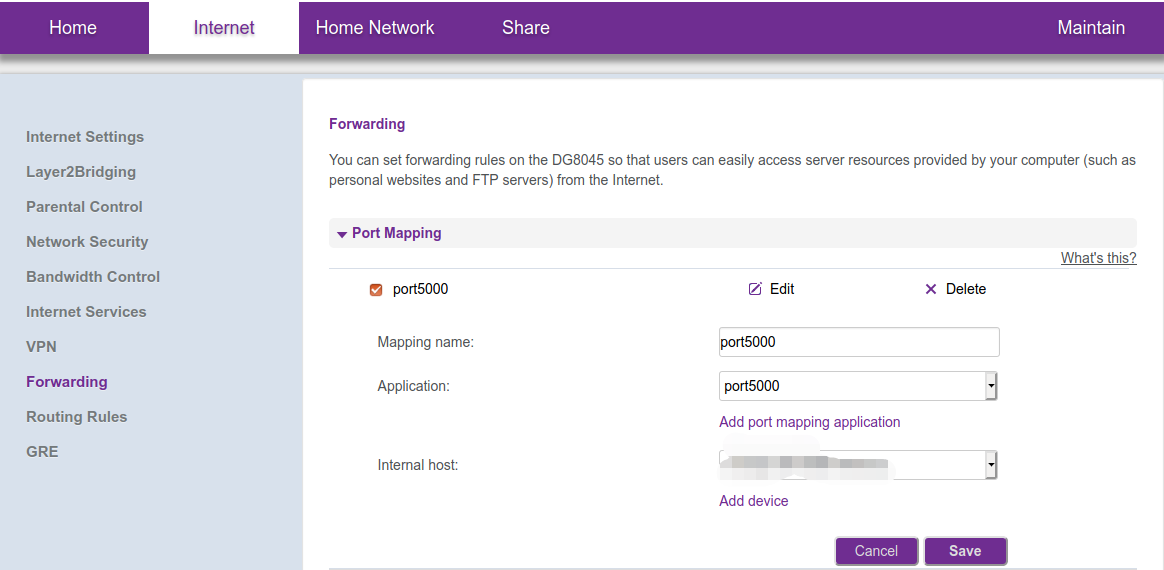 Home Internet Home Network Share Maintain
Internet Settings
Layer2Bridging
Parental Control
Network Security
Bandwidth Control
Internet Services
VPN
Forwarding
Routing Rules
GRE
Forwarding
You can set forwarding rules on the DG8045 so that users can easily access server resources provided by your computer (such as
personal websites and FTP servers) from the Internet.
Port Mapping
What's this?
port5000 Edit Delete
Mapping name: port5000
Application: port5000
Add port mapping application
Internal host:
Add device
Cancel Save